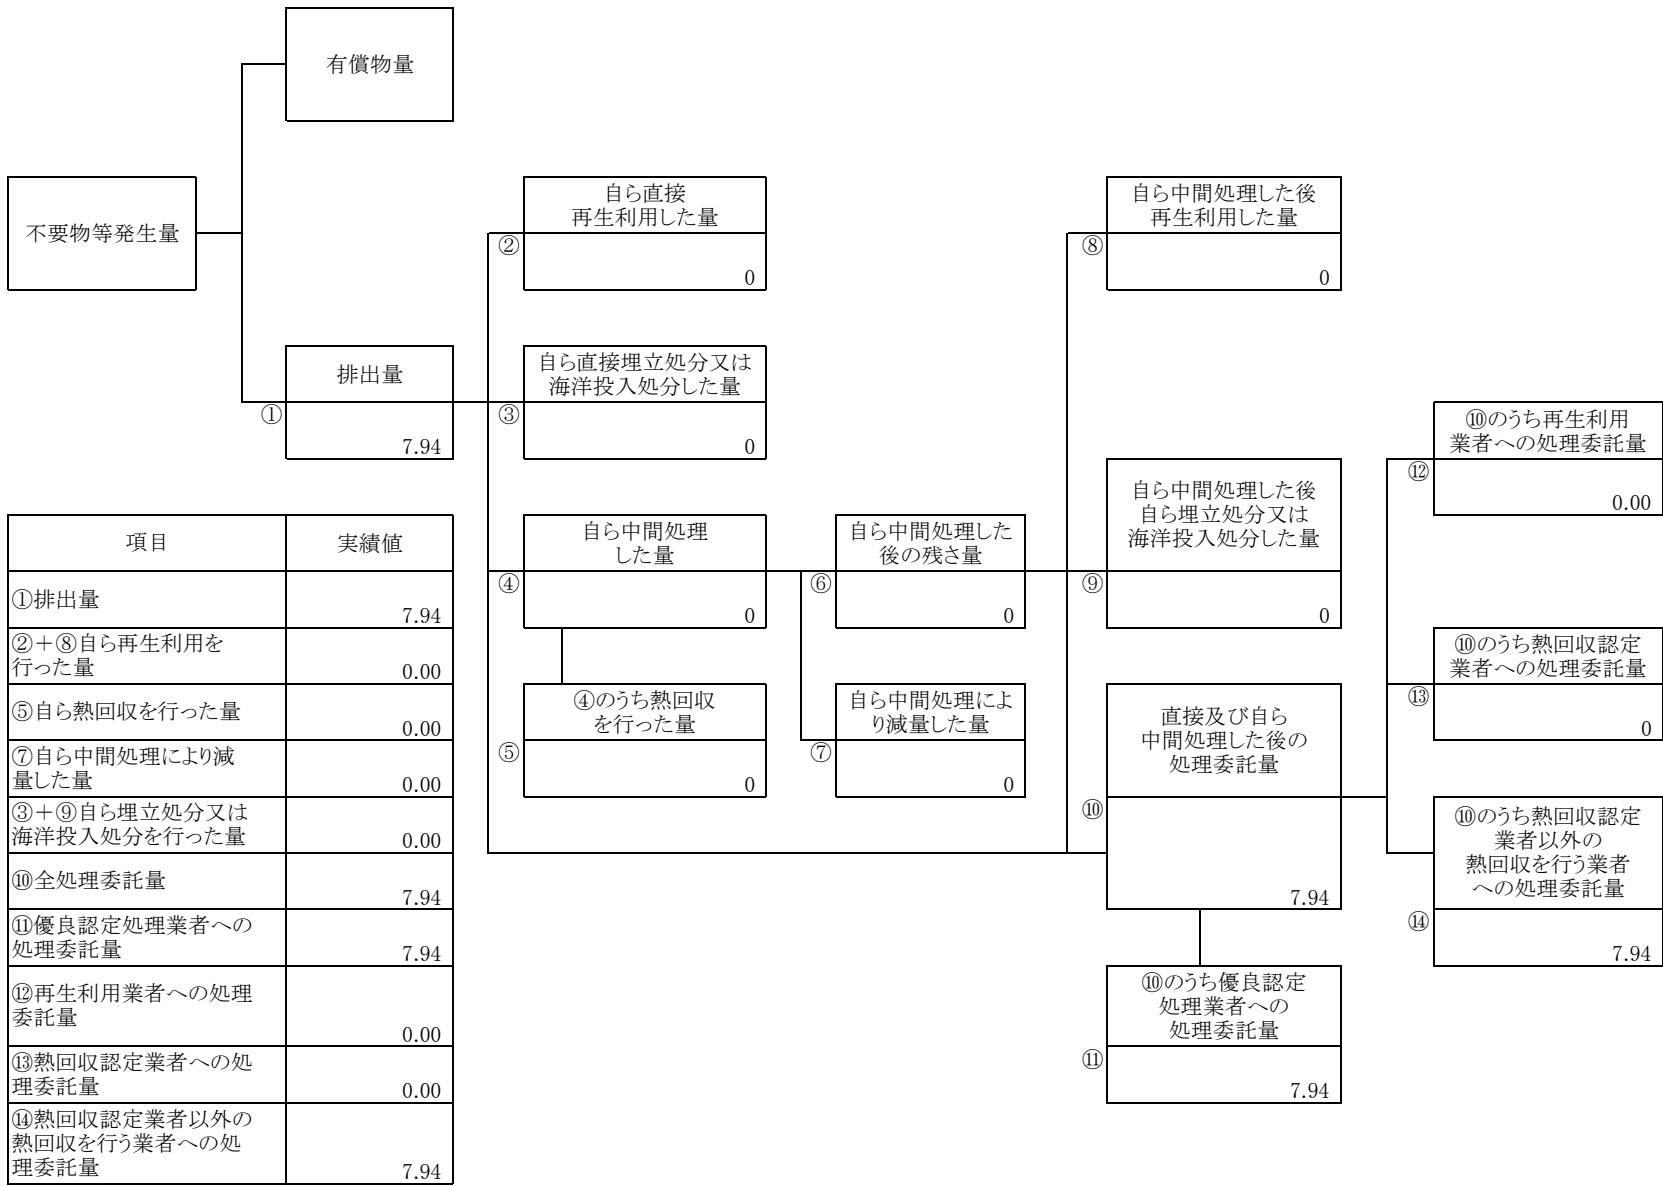 有償物量
不要物等発生量
排出量
①
7.94
自ら直接
再生利用した量
②
0
自ら直接埋立処分又は
海洋投入処分した量
③
0
自ら中間処理
した量
④
0
④のうち熱回収
を行った量
⑤
0
自ら中間処理した
後の残さ量
⑥
0
自ら中間処理によ
り減量した量
⑦
0
自ら中間処理した後
再生利用した量
⑧
0
自ら中間処理した後
自ら埋立処分又は
海洋投入処分した量
⑨
0
直接及び自ら
中間処理した後の
処理委託量
⑩
7.94
⑩のうち優良認定
処理業者への
処理委託量
⑪
7.94
⑩のうち再生利用
業者への処理委託量
⑫
0.00
⑩のうち熱回収認定
業者への処理委託量
⑬
0
⑩のうち熱回収認定
業者以外の
熱回収を行う業者
への処理委託量
⑭
7.94
項目 実績値
①排出量
7.94
②＋⑧自ら再生利用を
行った量 0.00
⑤自ら熱回収を行った量
0.00
⑦自ら中間処理により減
量した量 0.00
③＋⑨自ら埋立処分又は
海洋投入処分を行った量 0.00
⑩全処理委託量
7.94
⑪優良認定処理業者への
処理委託量 7.94
⑫再生利用業者への処理
委託量
0.00
⑬熱回収認定業者への処
理委託量 0.00
⑭熱回収認定業者以外の
熱回収を行う業者への処
理委託量 7.94